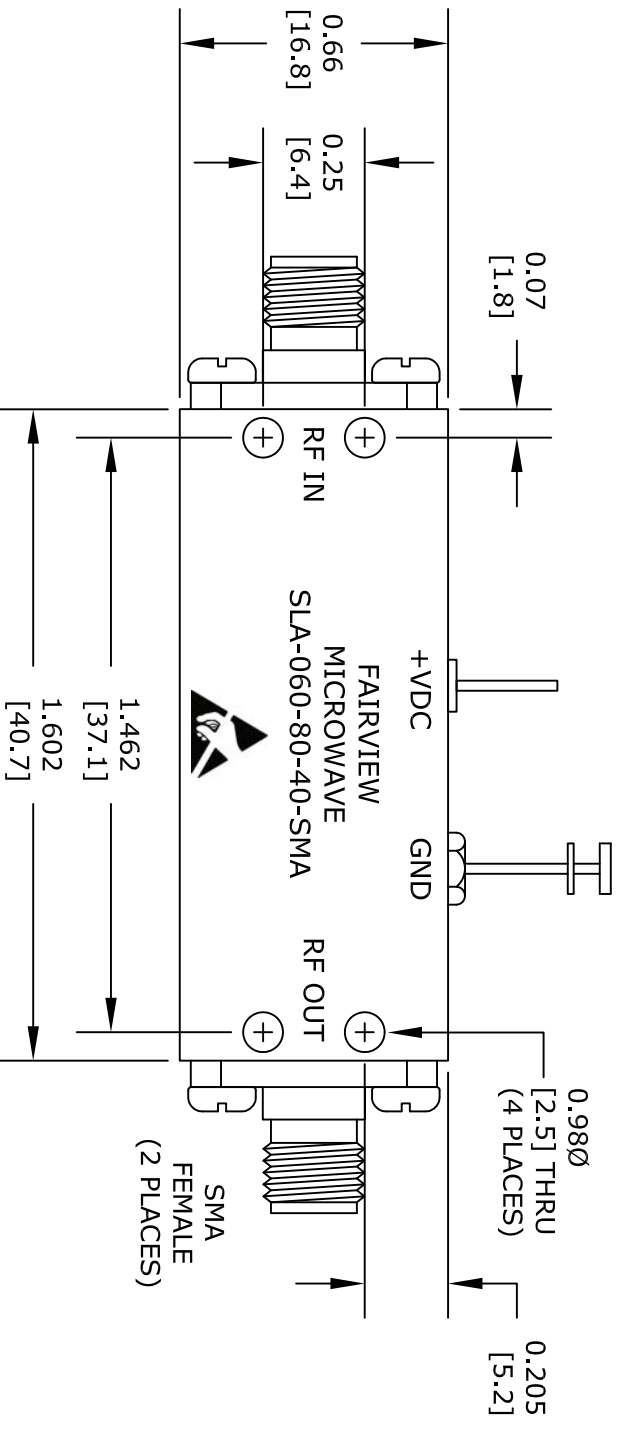 0.66
[16.8]
0.25
[6.4]
0.07
[1.8]
+VDC
GND
RF IN
FAIRVIEW
MICROWAVE
SLA-060-80-40-SMA
RF OUT
0.98Ø
[2.5] THRU
(4 PLACES)
0.205
[5.2]
SMA
FEMALE
(2 PLACES)
1.462
[37.1]
1.602
[40.7]